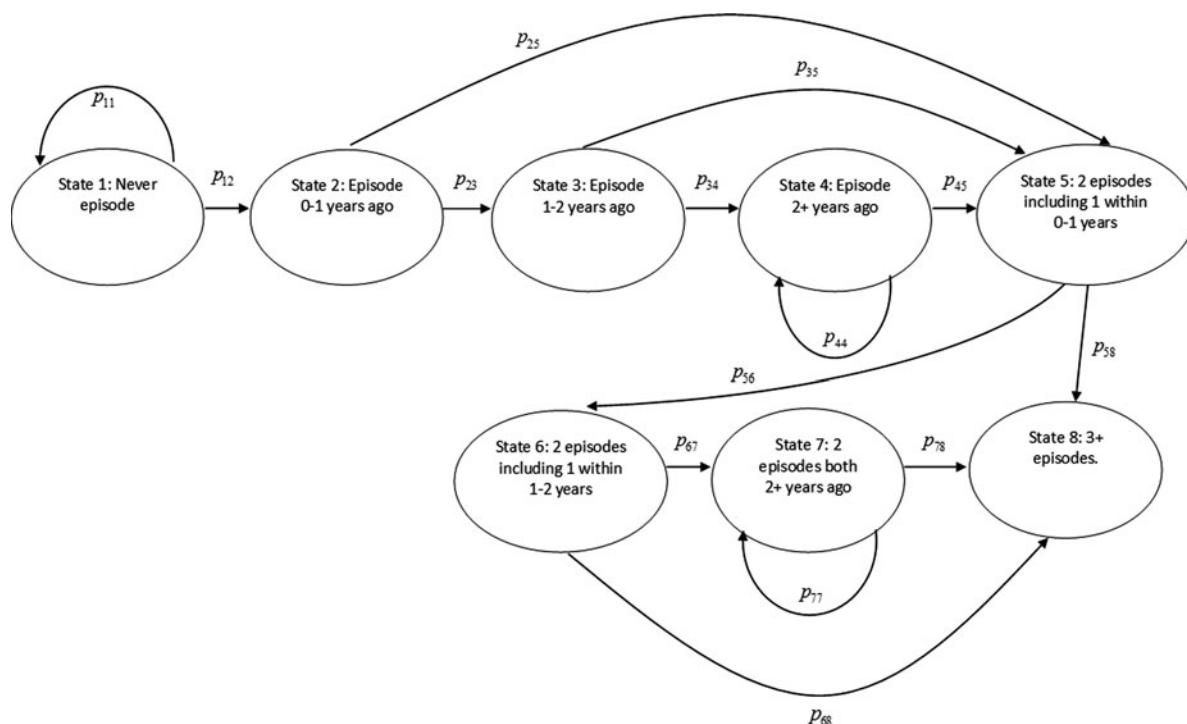 p25
p35
p11
State 1: Never
episode
p12
State 2: Episode
0-1 years ago
p23
State 3: Episode
1-2 years ago
p34
State 4: Episode
2+ years ago
p45
State 5: 2 episodes
including 1 within
0-1 years
p44
p58
p56
State 6: 2 episodes
including 1 within
1-2 years
p67
State 7: 2
episodes both
2+ years ago
p78
State 8: 3+
episodes.
p77
p68